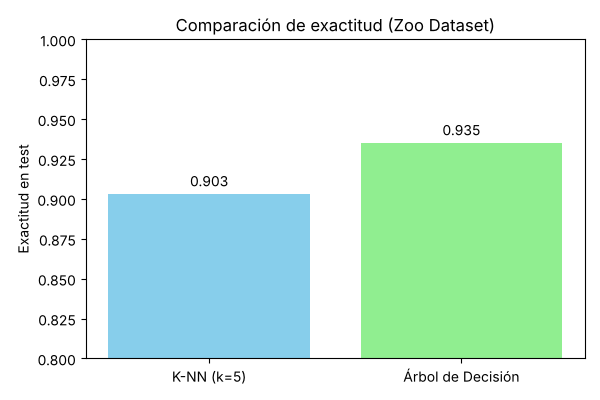 Comparación de exactitud (Zoo Dataset)
Exactitud en test
1.000
0.975
0.950
0.925
0.900
0.875
0.850
0.825
0.800
0.903
0.935
K-NN (k=5)
Árbol de Decisión